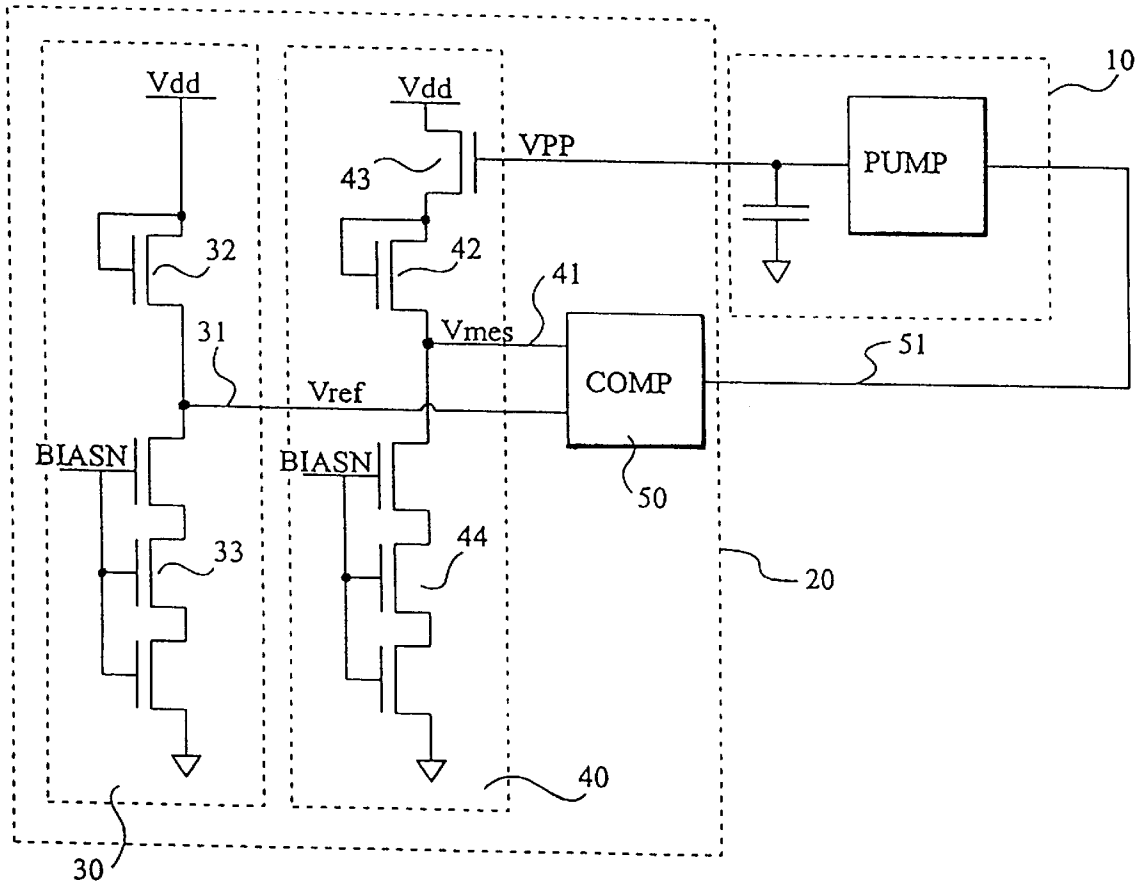 10
Vdd
Vdd
VPP
PUMP
43
32
42
41
31
Vmes
51
Vref
COMP
BIASN
BIASN
50
33
44
20
40
30